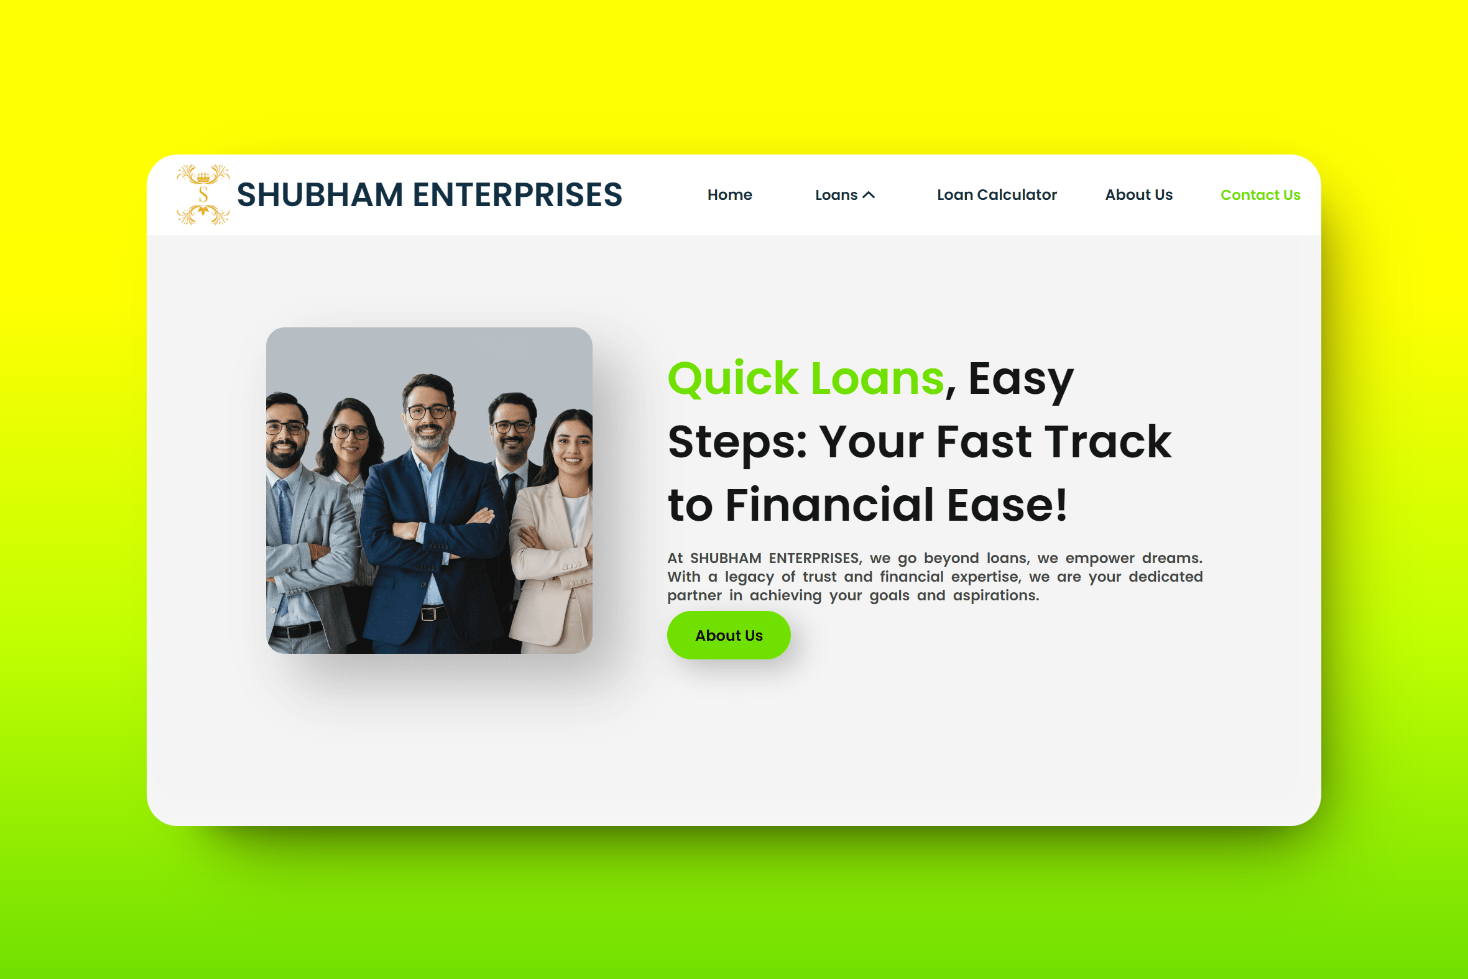 S
SHUBHAM ENTERPRISES
Home
Loans
Loan Calculator
About Us
Contact Us
Quick Loans, Easy
Steps: Your Fast Track
to Financial Ease!
At SHUBHAM ENTERPRISES, we go beyond loans, we empower dreams.
With a legacy of trust and financial expertise, we are your dedicated
partner in achieving your goals and aspirations.
About Us